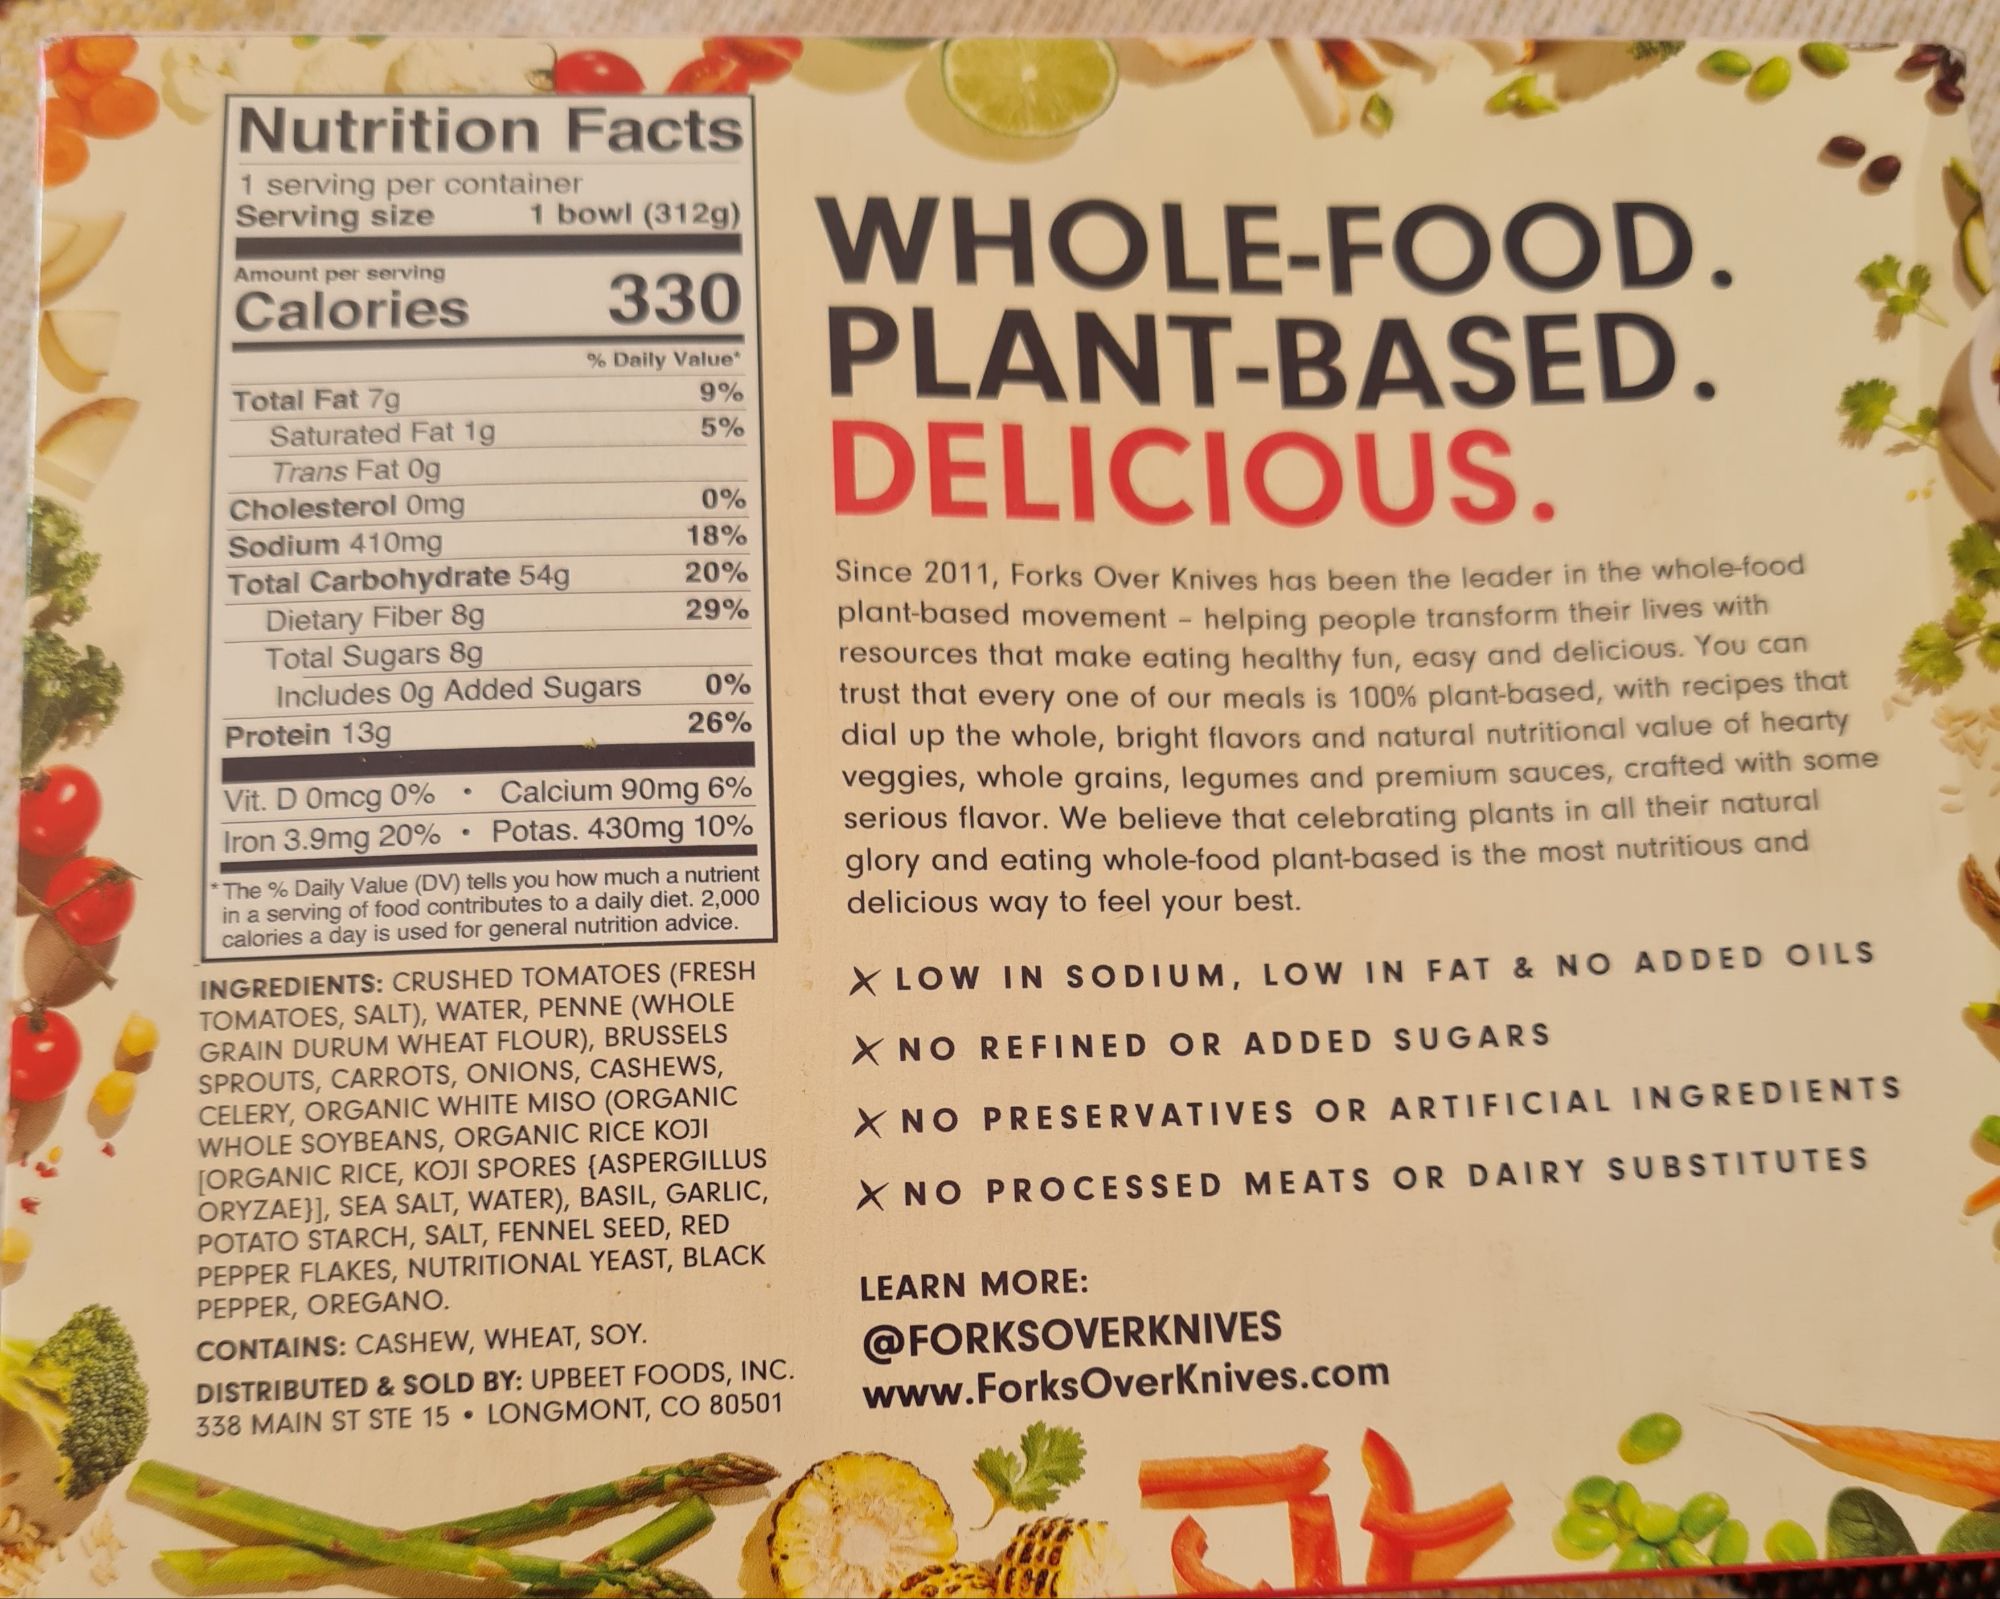 Nutrition Facts
1 serving per container
Serving size 1 bowl (312g)
Amount per serving
Calories 330
% Daily Value*
Total Fat 7g 9%
Saturated Fat 1g 5%
Trans Fat 0g
Cholesterol 0mg 0%
Sodium 410mg 18%
Total Carbohydrate 54g 20%
Dietary Fiber 8g 29%
Total Sugars 8g
Includes 0g Added Sugars 0%
Protein 13g 26%
Vit. D 0mcg 0% • Calcium 90mg 6%
Iron 3.9mg 20% • Potas. 430mg 10%
*The % Daily Value (DV) tells you how much a nutrient
in a serving of food contributes to a daily diet. 2,000
calories a day is used for general nutrition advice.
INGREDIENTS: CRUSHED TOMATOES (FRESH
TOMATOES, SALT), WATER, PENNE (WHOLE
GRAIN DURUM WHEAT FLOUR), BRUSSELS
SPROUTS, CARROTS, ONIONS, CASHEWS,
CELERY, ORGANIC WHITE MISO (ORGANIC
WHOLE SOYBEANS, ORGANIC RICE KOJI
[ORGANIC RICE, KOJI SPORES {ASPERGILLUS
ORYZAE}], SEA SALT, WATER), BASIL, GARLIC,
POTATO STARCH, SALT, FENNEL SEED, RED
PEPPER FLAKES, NUTRITIONAL YEAST, BLACK
PEPPER, OREGANO.
CONTAINS: CASHEW, WHEAT, SOY.
DISTRIBUTED & SOLD BY: UPBEET FOODS, INC.
338 MAIN ST STE 15 • LONGMONT, CO 80501
WHOLE-FOOD.
PLANT-BASED.
DELICIOUS.
Since 2011, Forks Over Knives has been the leader in the whole-food
plant-based movement – helping people transform their lives with
resources that make eating healthy fun, easy and delicious. You can
trust that every one of our meals is 100% plant-based, with recipes that
dial up the whole, bright flavors and natural nutritional value of hearty
veggies, whole grains, legumes and premium sauces, crafted with some
serious flavor. We believe that celebrating plants in all their natural
glory and eating whole-food plant-based is the most nutritious and
delicious way to feel your best.
LOW IN SODIUM, LOW IN FAT & NO ADDED OILS
NO REFINED OR ADDED SUGARS
NO PRESERVATIVES OR ARTIFICIAL INGREDIENTS
NO PROCESSED MEATS OR DAIRY SUBSTITUTES
LEARN MORE:
@FORKSOVERKNIVES
www.ForksOverKnives.com